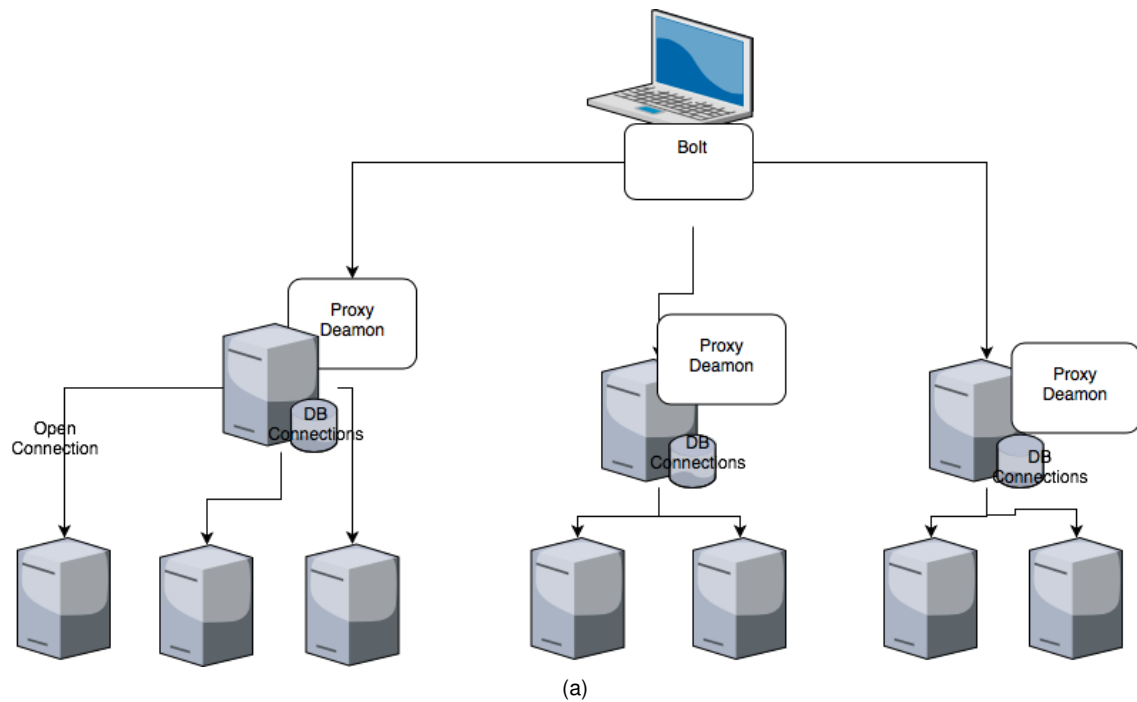 Bolt
Proxy
Deamon
DB
Connections
Open
Connection
Proxy
Deamon
DB
Connections
Proxy
Deamon
DB
Connections
(a)